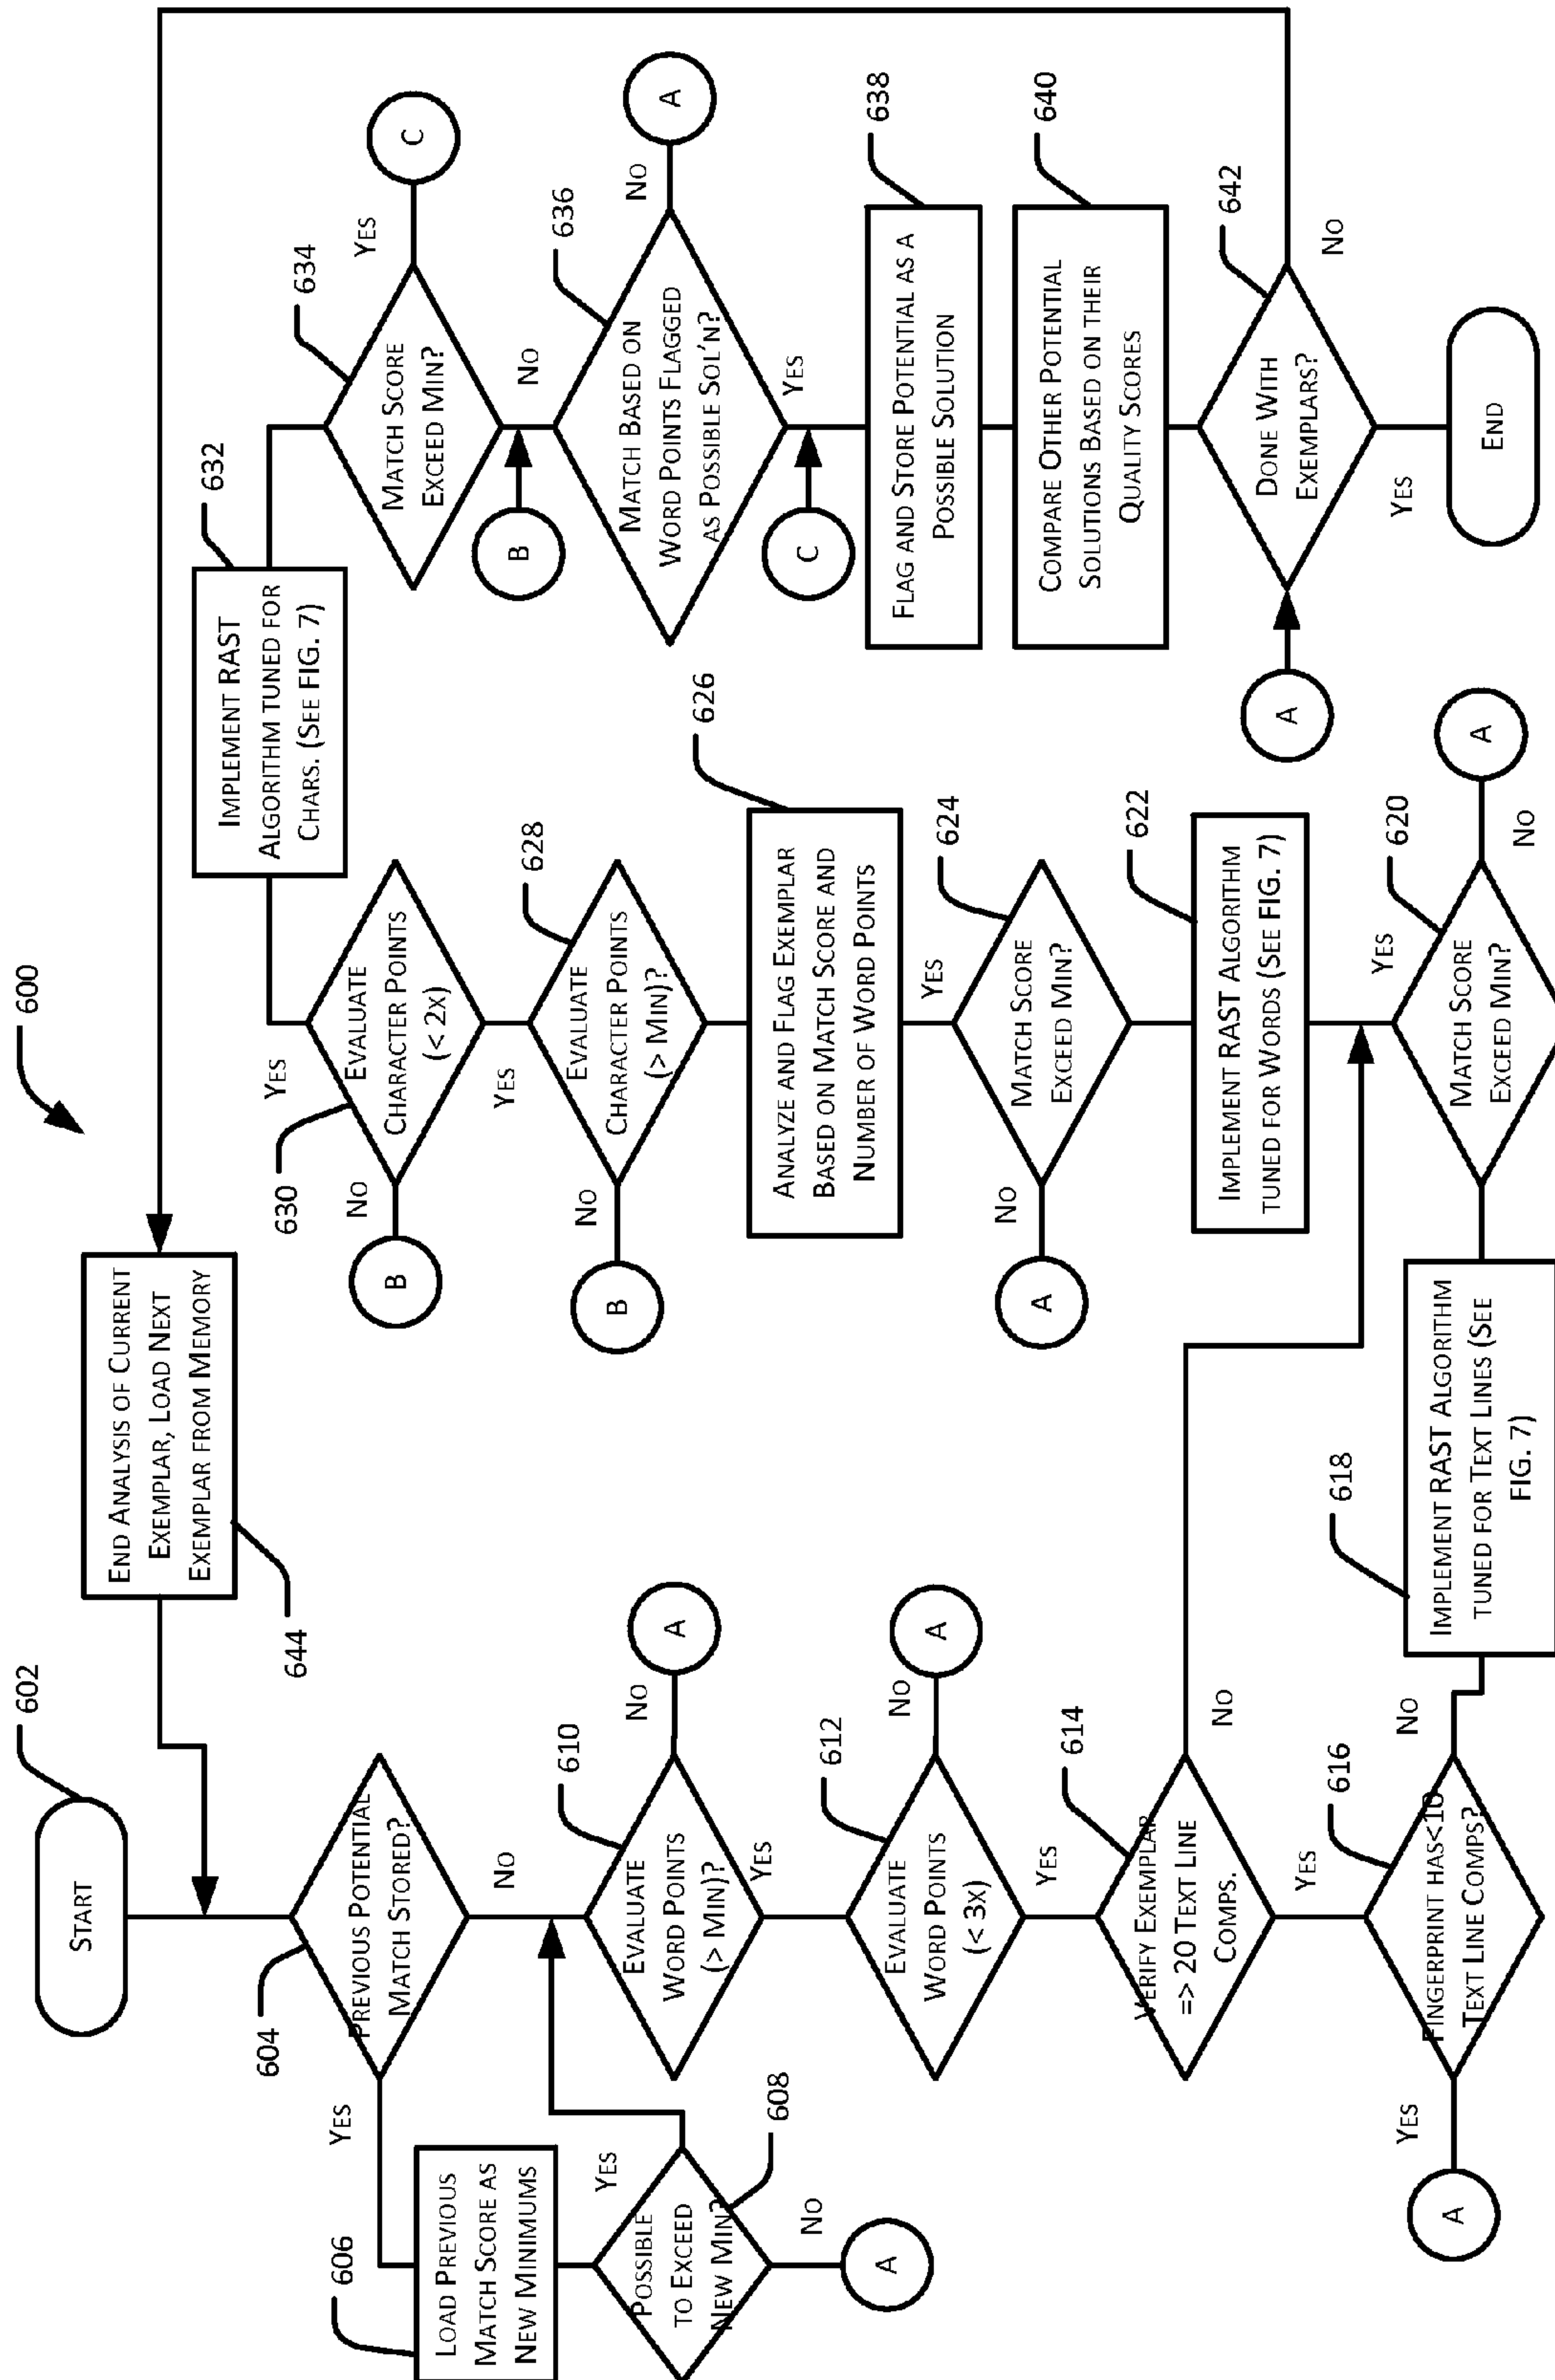 600
602
START
604
PREVIOUS POTENTIAL
MATCH STORED?
YES
NO
606
LOAD PREVIOUS
MATCH SCORE AS
NEW MINIMUMS
608
POSSIBLE
TO EXCEED
NEW MIN?
YES
NO
A
610
EVALUATE
WORD POINTS
(> MIN)?
NO
A
YES
612
EVALUATE
WORD POINTS
(< 3X)
NO
A
YES
614
VERIFY EXEMPLAR
=> 20 TEXT LINE
COMPS.
NO
YES
616
FINGERPRINT HAS<10
TEXT LINE COMPS?
YES
A
NO
618
IMPLEMENT RAST ALGORITHM
TUNED FOR TEXT LINES (SEE
FIG. 7)
620
MATCH SCORE
EXCEED MIN?
NO
A
YES
622
IMPLEMENT RAST ALGORITHM
TUNED FOR WORDS (SEE FIG. 7)
624
MATCH SCORE
EXCEED MIN?
NO
A
YES
626
ANALYZE AND FLAG EXEMPLAR
BASED ON MATCH SCORE AND
NUMBER OF WORD POINTS
628
EVALUATE
CHARACTER POINTS
(> MIN)?
NO
B
YES
630
EVALUATE
CHARACTER POINTS
(< 2X)
NO
B
YES
632
IMPLEMENT RAST
ALGORITHM TUNED FOR
CHARS. (SEE FIG. 7)
634
MATCH SCORE
EXCEED MIN?
YES
C
NO
B
636
MATCH BASED ON
WORD POINTS FLAGGED
AS POSSIBLE SOL'N?
NO
A
YES
C
638
FLAG AND STORE POTENTIAL AS A
POSSIBLE SOLUTION
640
COMPARE OTHER POTENTIAL
SOLUTIONS BASED ON THEIR
QUALITY SCORES
642
A
DONE WITH
EXEMPLARS?
NO
YES
END
644
END ANALYSIS OF CURRENT
EXEMPLAR, LOAD NEXT
EXEMPLAR FROM MEMORY